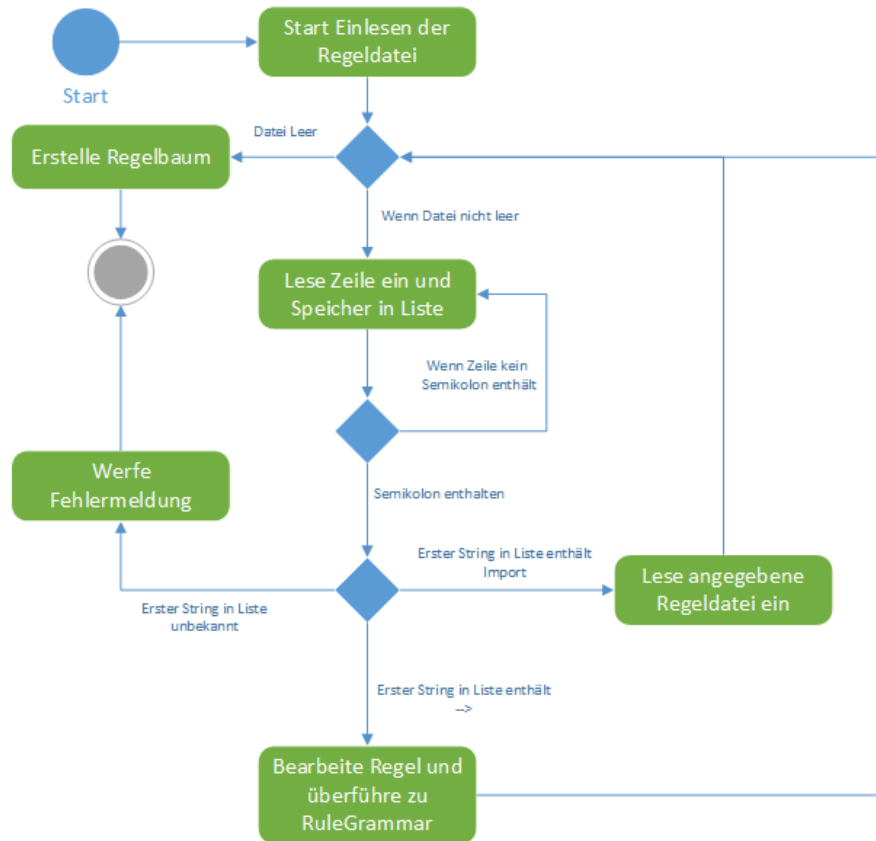 Start Einlesen der
Regeldatei
Start
Datei Leer
Erstelle Regelbaum
Wenn Datei nicht leer
Lese Zeile ein und
Speicher in Liste
Wenn Zeile kein
Semikolon enthält
Werfe
Fehlermeldung
Semikolon enthalten
Erster String in Liste enthält
Import
Lese angegebene
Regeldatei ein
Erster String in Liste
unbekannt
Erster String in Liste enthält
-->
Bearbeite Regel und
überführe zu
RuleGrammar